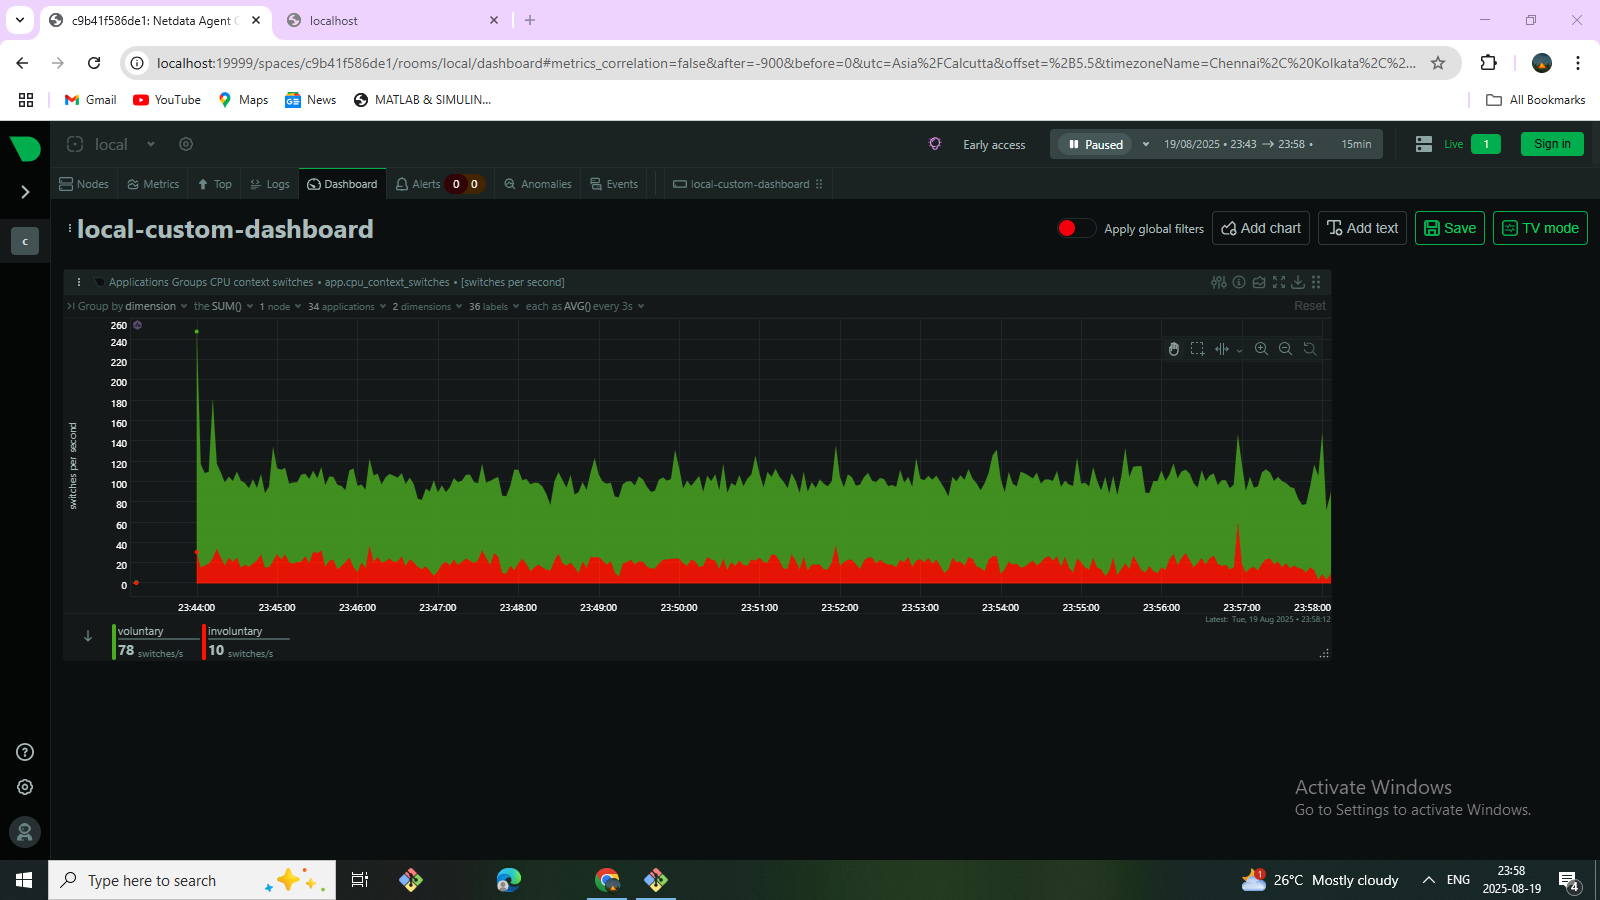 c9b41f586de1: Netdata Agent
localhost
localhost:19999/spaces/c9b41f586de1/rooms/local/dashboard#metrics_correlation=false&after=-900&before=0&utc=Asia%2FCalcutta&offset=%2B5.5&timezoneName=Chennai%2C%20Kolkata%2C%2...
Gmail
YouTube
Maps
News
MATLAB & SIMULIN...
All Bookmarks
local
Early access
Paused
19/08/2025 • 23:43 → 23:58 •
15min
Live
1
Sign in
Nodes
Metrics
Top
Logs
Dashboard
Alerts
0
0
Anomalies
Events
local-custom-dashboard
local-custom-dashboard
Apply global filters
Add chart
Add text
Save
TV mode
c
Applications Groups CPU context switches • app.cpu_context_switches • [switches per second]
Group by dimension the SUM() 1 node 34 applications 2 dimensions 36 labels each as AVG() every 3s
Reset
switches per second
260
240
220
200
180
160
140
120
100
80
60
40
20
0
23:44:00
23:45:00
23:46:00
23:47:00
23:48:00
23:49:00
23:50:00
23:51:00
23:52:00
23:53:00
23:54:00
23:55:00
23:56:00
23:57:00
23:58:00
Latest: Tue, 19 Aug 2025 • 23:58:12
voluntary
78 switches/s
involuntary
10 switches/s
Activate Windows
Go to Settings to activate Windows.
Type here to search
1
26°C Mostly cloudy
ENG
23:58
2025-08-19
4